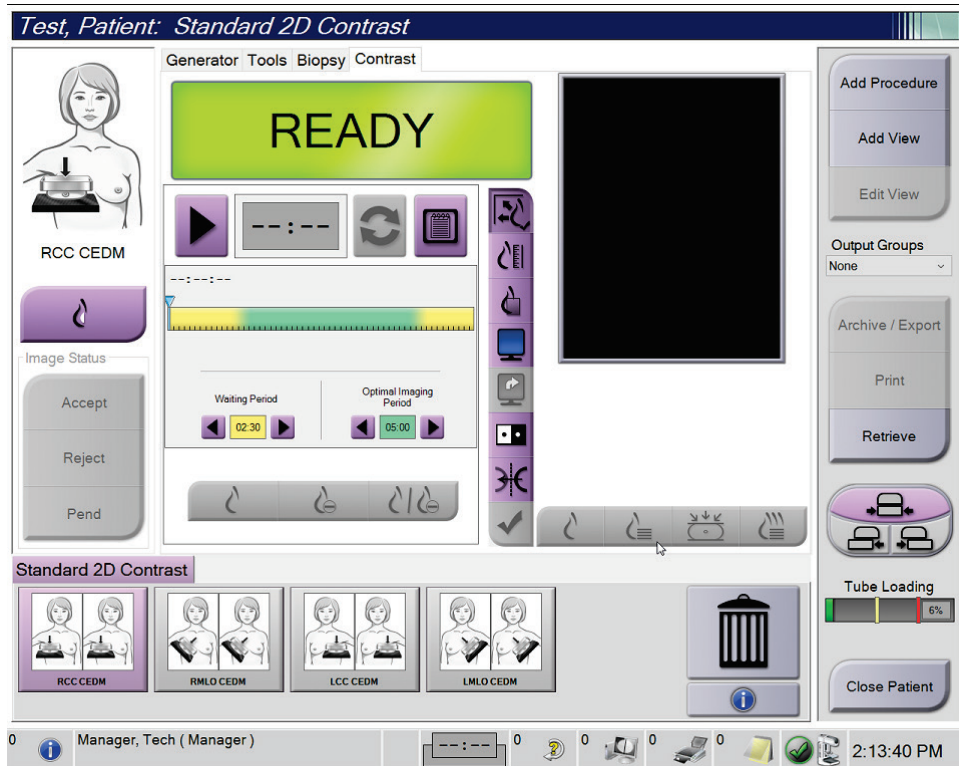 Test, Patient: Standard 2D Contrast
Generator Tools Biopsy Contrast
READY
RCC CEDM
--:--
--:--:--
Waiting Period
02:30
Optimal Imaging
Period
05:00
Image Status
Accept
Reject
Pend
Add Procedure
Add View
Edit View
Output Groups
None
Archive / Export
Print
Retrieve
Tube Loading
6%
Close Patient
Standard 2D Contrast
RCC CEDM
RMLO CEDM
LCC CEDM
LMLO CEDM
0 Manager, Tech ( Manager ) --:-- 0 0 0 0 2:13:40 PM